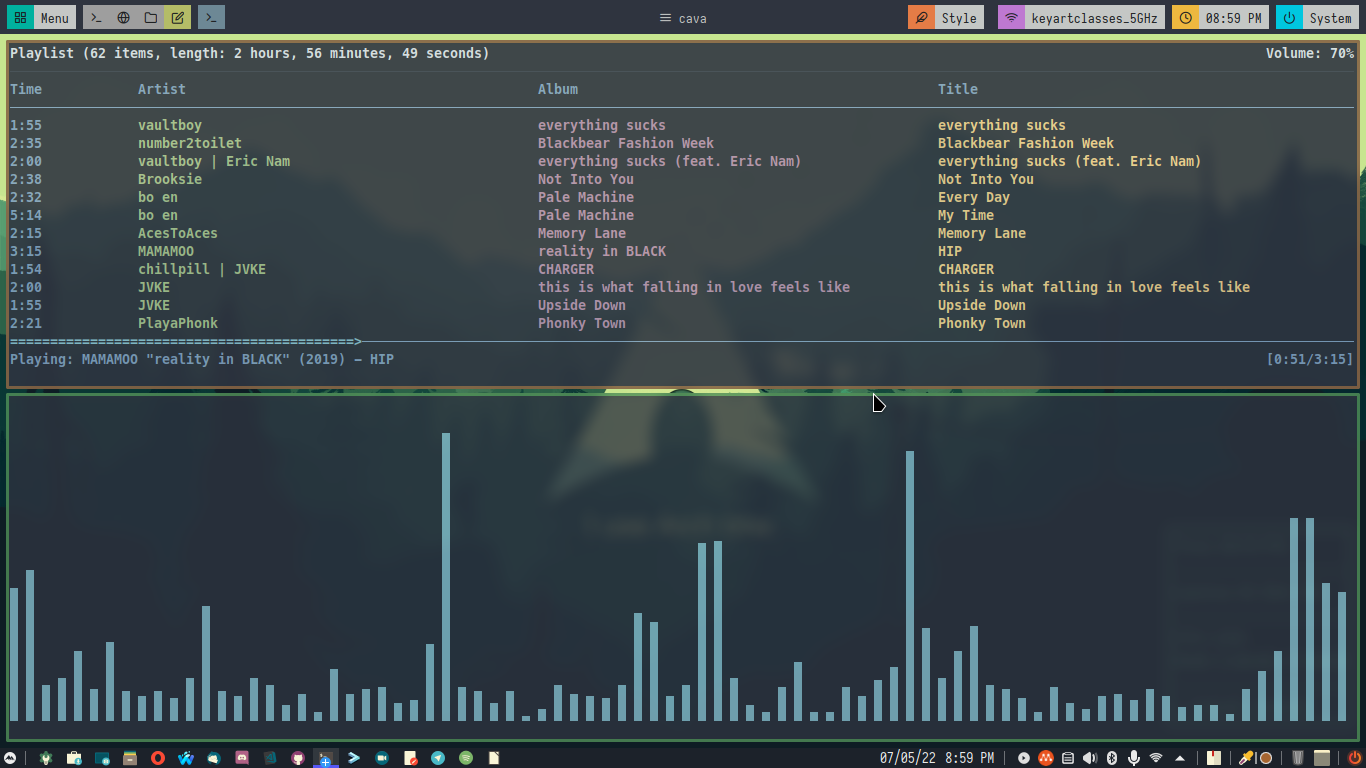 Menu cava Style keyartclasses_5GHz 08:59 PM System
Playlist (62 items, length: 2 hours, 56 minutes, 49 seconds) Volume: 70%
Time Artist Album Title
1:55 vaultboy everything sucks everything sucks
2:35 number2toilet Blackbear Fashion Week Blackbear Fashion Week
2:00 vaultboy | Eric Nam everything sucks (feat. Eric Nam) everything sucks (feat. Eric Nam)
2:38 Brooksie Not Into You Not Into You
2:32 bo en Pale Machine Every Day
5:14 bo en Pale Machine My Time
2:15 AcesToAces Memory Lane Memory Lane
3:15 MAMAMOO reality in BLACK HIP
1:54 chillpill | JVKE CHARGER CHARGER
2:00 JVKE this is what falling in love feels like this is what falling in love feels like
1:55 JVKE Upside Down Upside Down
2:21 PlayaPhonk Phonky Town Phonky Town
Playing: MAMAMOO "reality in BLACK" (2019) — HIP [0:51/3:15]
07/05/22 8:59 PM